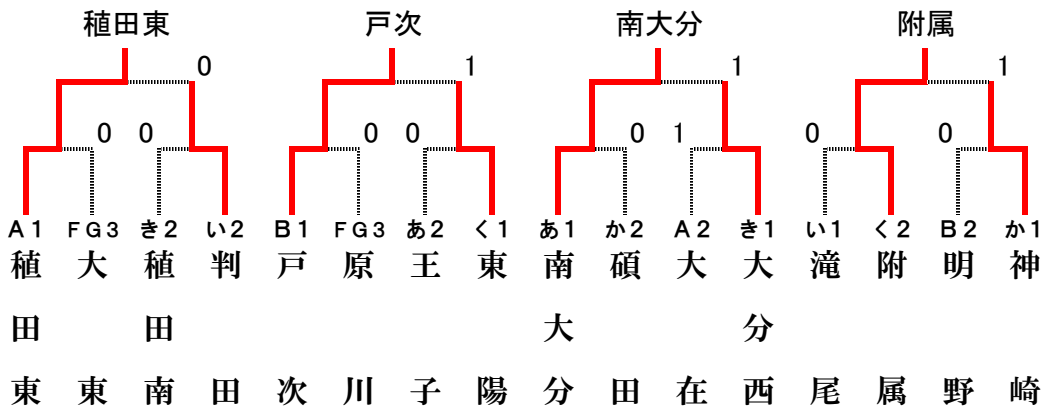 稙田東 戸次 南大分 附属
0 1 1 1
0 0 0 0 0 1 0 0
A1 FG3 き2 い2 B1 FG3 あ2 く1 あ1 か2 A2 き1 い1 く2 B2 か1
稙田東
大東
稙田南
判田
戸次
原川
王子
東陽
南大分
碩田
大在
大分西
滝尾
附属
明野
神崎